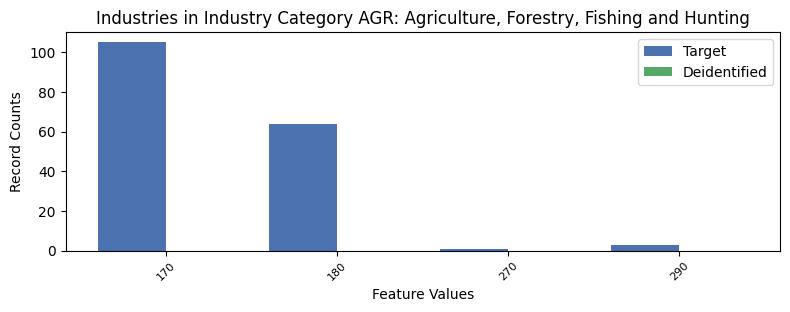 Industries in Industry Category AGR: Agriculture, Forestry, Fishing and Hunting
Target
Deidentified
Record Counts
100
80
60
40
20
0
170
180
270
290
Feature Values